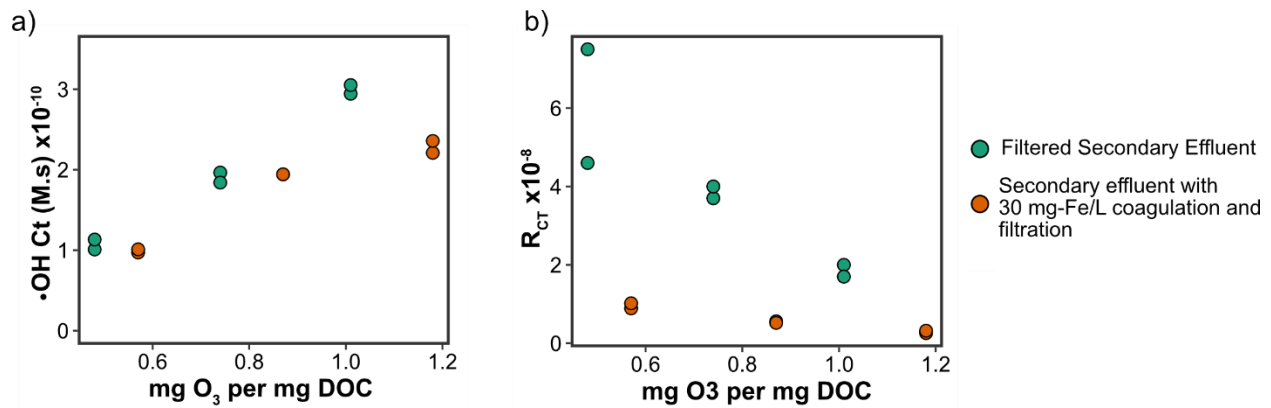 a)
•OH Ct (M.s) x10⁻¹⁰
3
2
1
0
0.6 0.8 1.0 1.2
mg O₃ per mg DOC
b)
R_CT x10⁻⁸
6
4
2
0
0.6 0.8 1.0 1.2
mg O3 per mg DOC
Filtered Secondary Effluent
Secondary effluent with
30 mg-Fe/L coagulation and
filtration